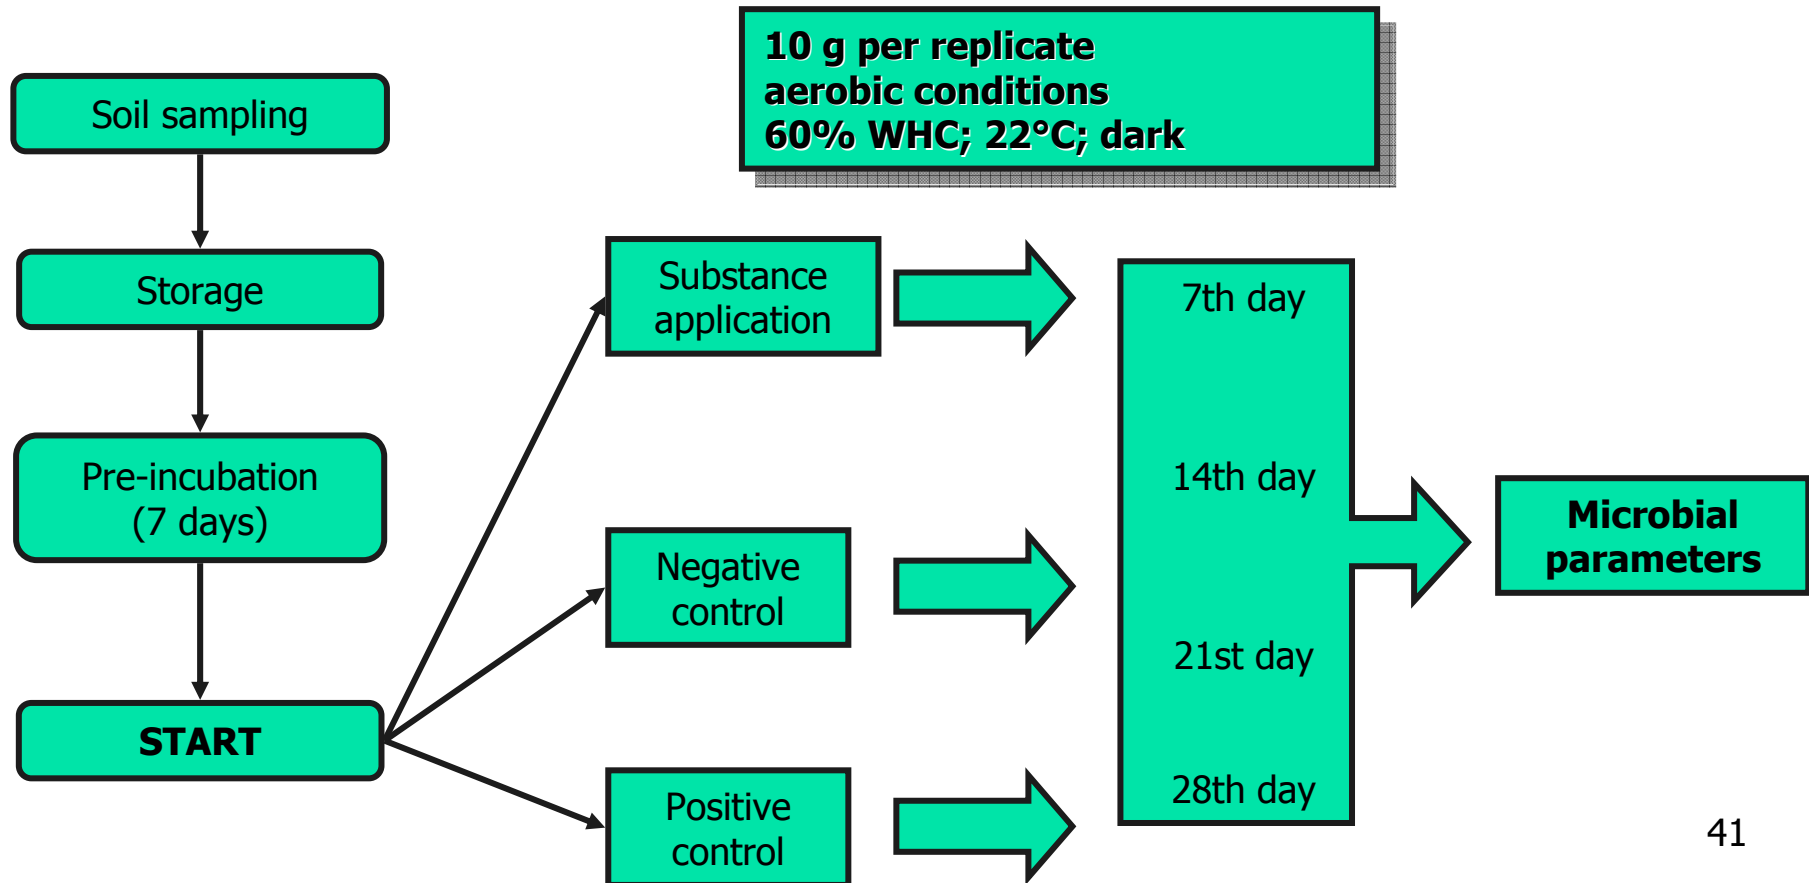 10 g per replicate
aerobic conditions
60% WHC; 22°C; dark
Soil sampling
Storage
Pre-incubation
(7 days)
START
Substance
application
Negative
control
Positive
control
7th day
14th day
21st day
28th day
Microbial
parameters
41